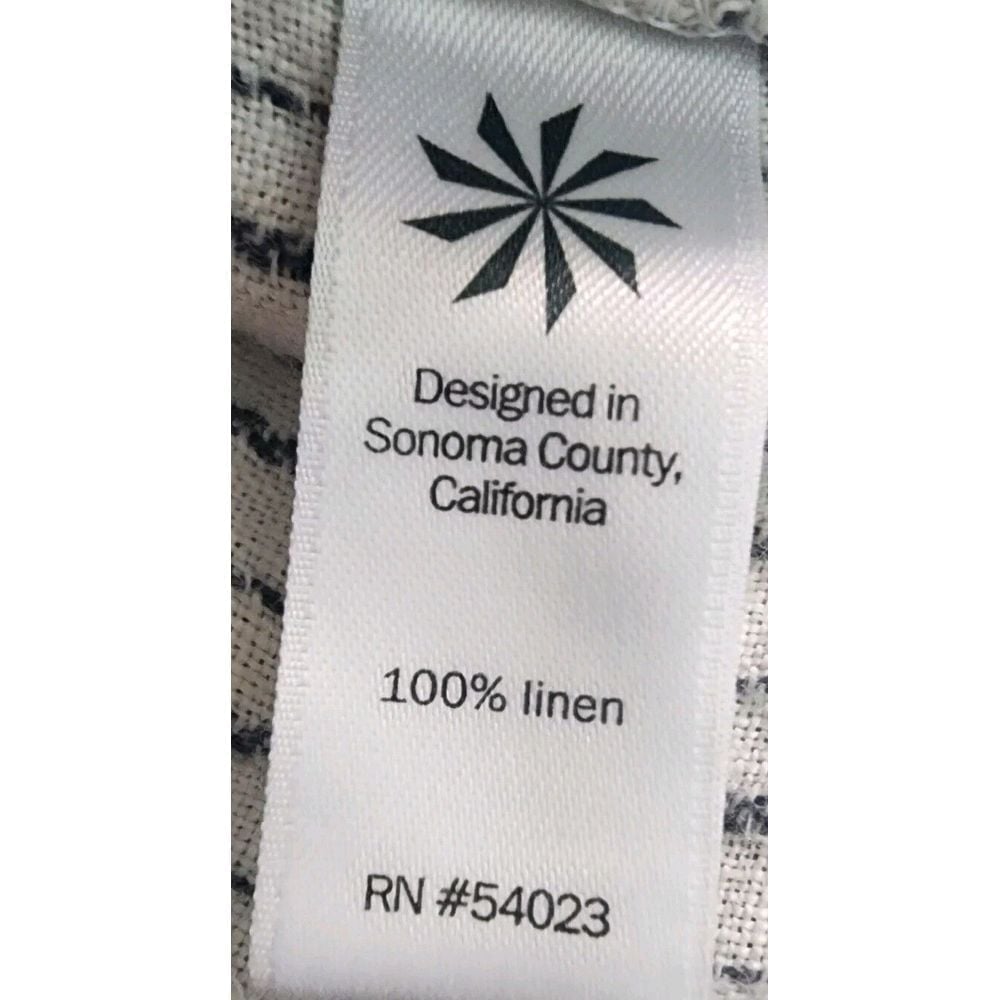 Designed in
Sonoma County,
California
100% linen
RN #54023